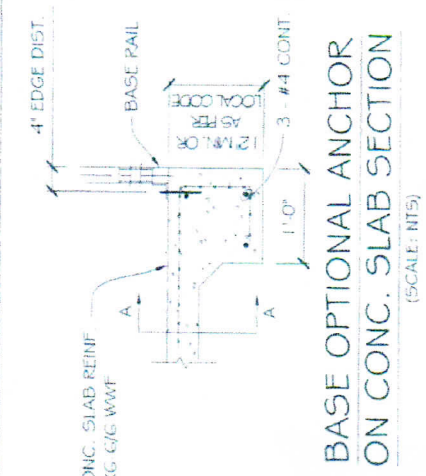 4" EDGE DIST.
BASE RAIL
12" MIN. OR
AS PER
LOCAL CODE
3 - #4 CONT.
1'-0"
A
A
CONC. SLAB REINF
6/6 WWF
BASE OPTIONAL ANCHOR
ON CONC. SLAB SECTION
(SCALE: NTS)